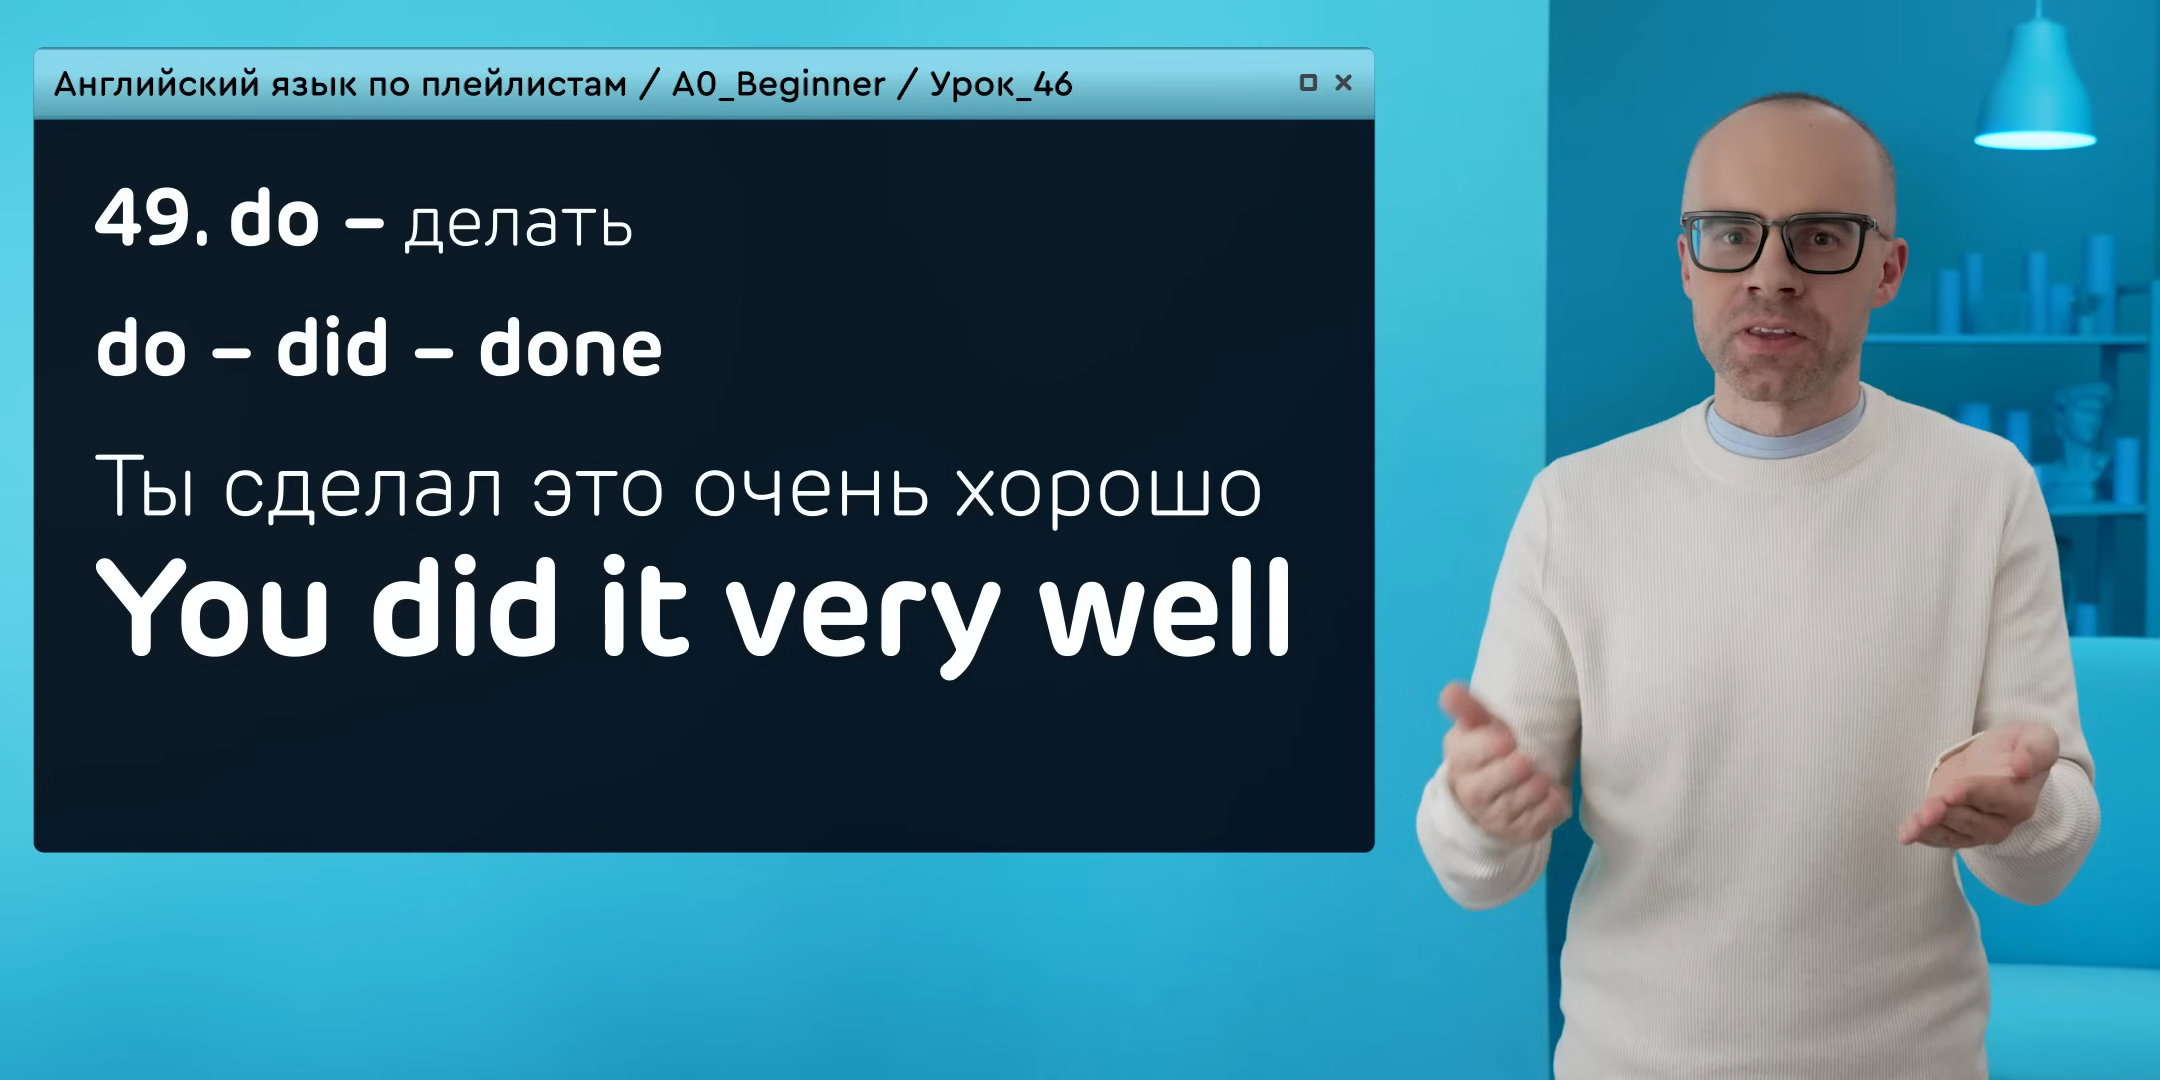 Английский язык по плейлистам / A0_Beginner / Урок_46
49. do – делать
do – did – done
Ты сделал это очень хорошо
You did it very well